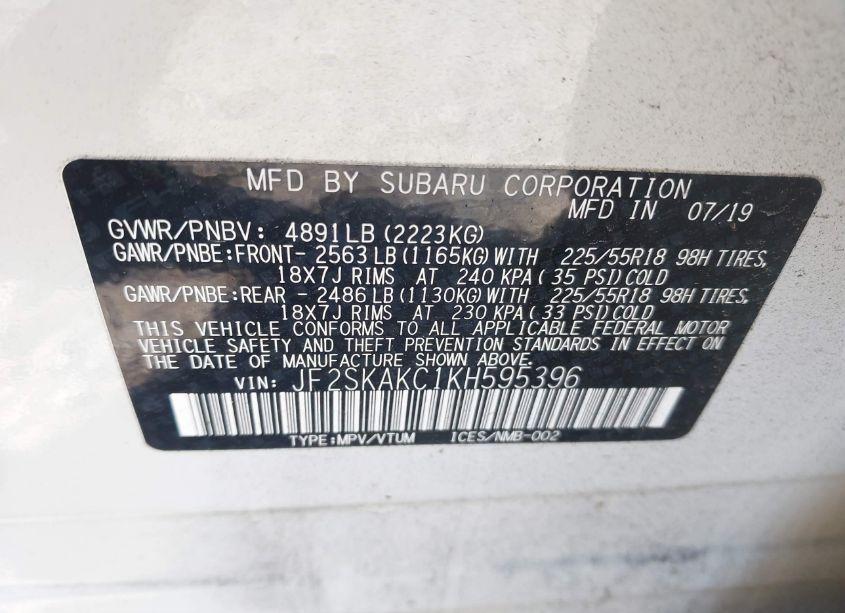 MFD BY SUBARU CORPORATION
MFD IN 07/19
GVWR/PNBV: 4891LB (2223KG)
GAWR/PNBE:FRONT- 2563LB (1165KG)WITH 225/55R18 98H TIRES,
18X7J RIMS AT 240 KPA( 35 PSI)COLD
GAWR/PNBE:REAR - 2486LB (1130KG)WITH 225/55R18 98H TIRES,
18X7J RIMS AT 230 KPA( 33 PSI)COLD
THIS VEHICLE CONFORMS TO ALL APPLICABLE FEDERAL MOTOR
VEHICLE SAFETY AND THEFT PREVENTION STANDARDS IN EFFECT ON
THE DATE OF MANUFACTURE SHOWN ABOVE.
VIN: JF2SKAKC1KH595396
TYPE:MPV/VTUM ICES/NMB-002